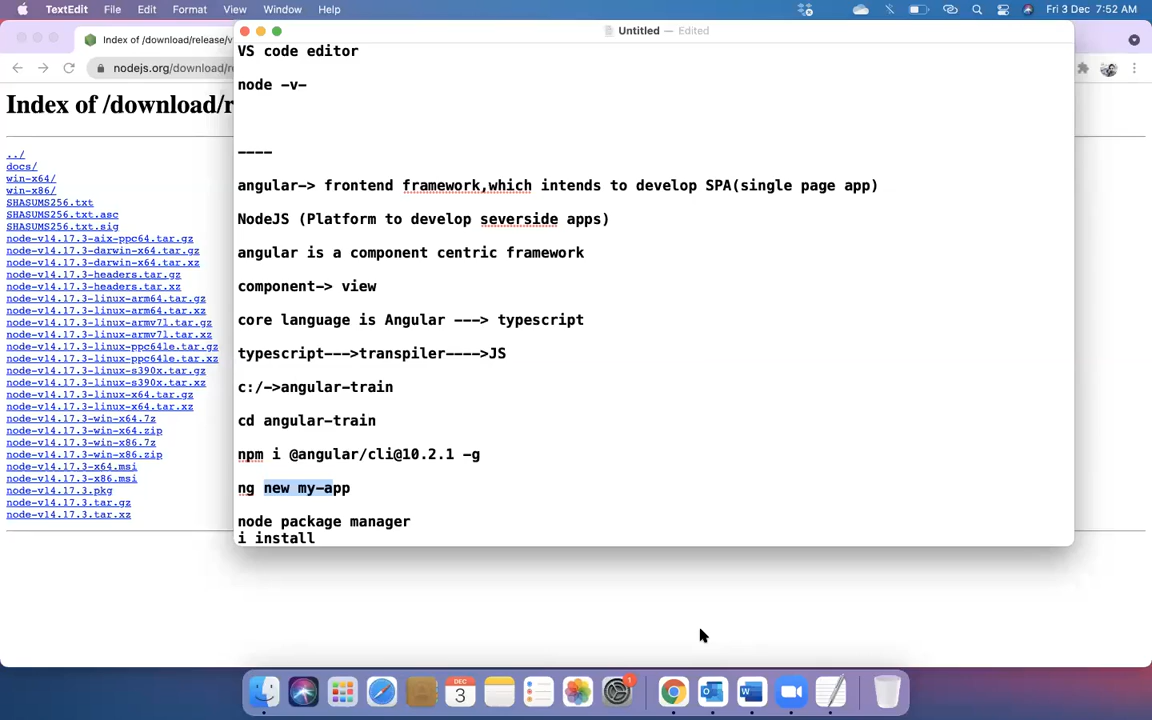 TextEdit File Edit Format View Window Help Fri 3 Dec 7:52 AM
Index of /download/release/v
Untitled — Edited
nodejs.org/download/r
Index of /download/r
../
docs/
win-x64/
win-x86/
SHASUMS256.txt
SHASUMS256.txt.asc
SHASUMS256.txt.sig
node-v14.17.3-aix-ppc64.tar.gz
node-v14.17.3-darwin-x64.tar.gz
node-v14.17.3-darwin-x64.tar.xz
node-v14.17.3-headers.tar.gz
node-v14.17.3-headers.tar.xz
node-v14.17.3-linux-arm64.tar.gz
node-v14.17.3-linux-arm64.tar.xz
node-v14.17.3-linux-armv7l.tar.gz
node-v14.17.3-linux-armv7l.tar.xz
node-v14.17.3-linux-ppc64le.tar.gz
node-v14.17.3-linux-ppc64le.tar.xz
node-v14.17.3-linux-s390x.tar.gz
node-v14.17.3-linux-s390x.tar.xz
node-v14.17.3-linux-x64.tar.gz
node-v14.17.3-linux-x64.tar.xz
node-v14.17.3-win-x64.7z
node-v14.17.3-win-x64.zip
node-v14.17.3-win-x86.7z
node-v14.17.3-win-x86.zip
node-v14.17.3-x64.msi
node-v14.17.3-x86.msi
node-v14.17.3.pkg
node-v14.17.3.tar.gz
node-v14.17.3.tar.xz
VS code editor
node -v-
----
angular-> frontend framework,which intends to develop SPA(single page app)
NodeJS (Platform to develop severside apps)
angular is a component centric framework
component-> view
core language is Angular ---> typescript
typescript--->transpiler---->JS
c:/->angular-train
cd angular-train
npm i @angular/cli@10.2.1 -g
ng new my-app
node package manager
i install
DEC
3
1